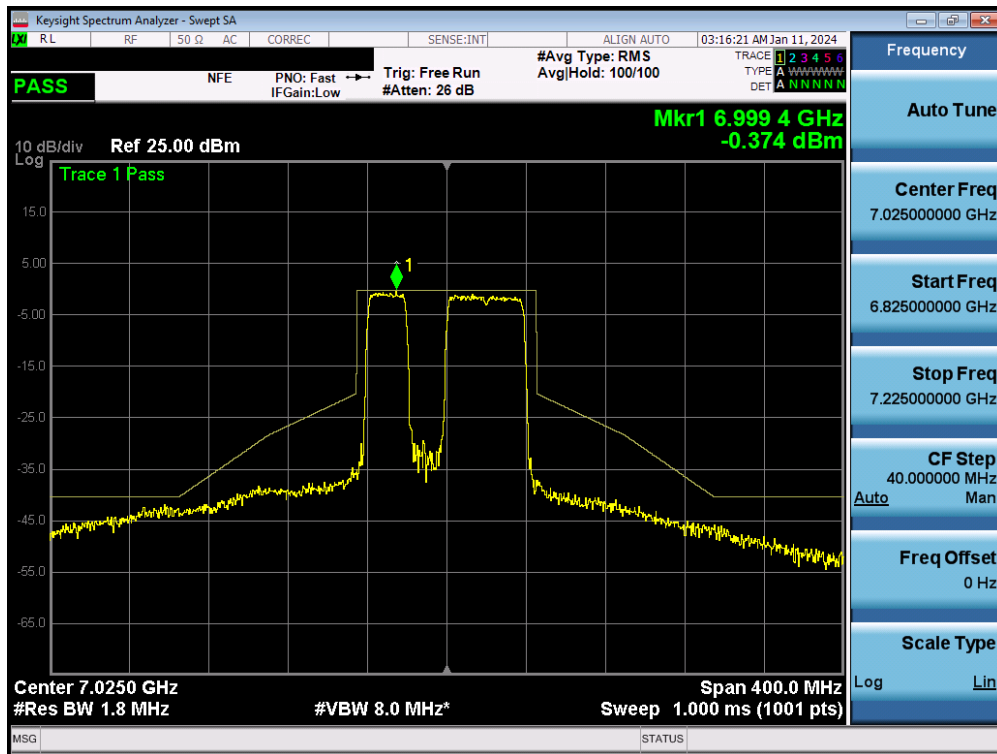 Keysight Spectrum Analyzer - Swept SA
LXI RL RF 50 Ω AC CORREC SENSE:INT ALIGN AUTO 03:16:21 AM Jan 11, 2024
PASS
NFE
PNO: Fast
IFGain:Low
Trig: Free Run
#Atten: 26 dB
#Avg Type: RMS
Avg|Hold: 100/100
TRACE 1 2 3 4 5 6
TYPE A WWWWW
DET A N N N N N
Mkr1 6.999 4 GHz
-0.374 dBm
10 dB/div
Log
Ref 25.00 dBm
Trace 1 Pass
1
15.0
5.00
-5.00
-15.0
-25.0
-35.0
-45.0
-55.0
-65.0
Center 7.0250 GHz
Span 400.0 MHz
#Res BW 1.8 MHz
#VBW 8.0 MHz*
Sweep 1.000 ms (1001 pts)
MSG
STATUS
Frequency
Auto Tune
Center Freq
7.025000000 GHz
Start Freq
6.825000000 GHz
Stop Freq
7.225000000 GHz
CF Step
40.000000 MHz
Auto Man
Freq Offset
0 Hz
Scale Type
Log Lin